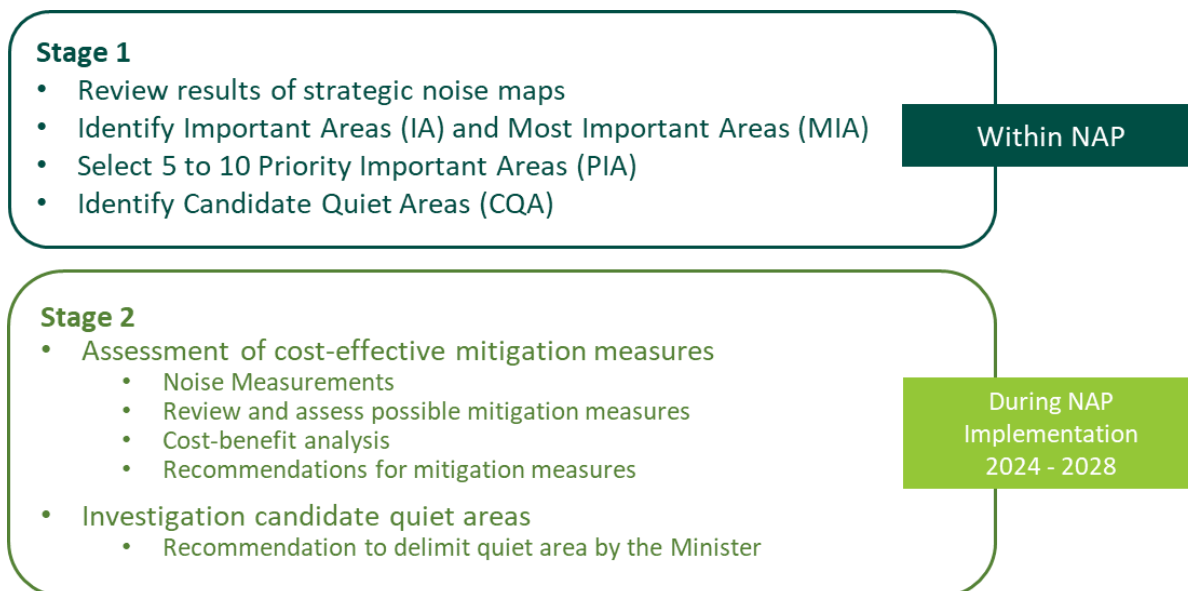 Stage 1
• Review results of strategic noise maps
• Identify Important Areas (IA) and Most Important Areas (MIA)
• Select 5 to 10 Priority Important Areas (PIA)
• Identify Candidate Quiet Areas (CQA)
Within NAP
Stage 2
• Assessment of cost-effective mitigation measures
• Noise Measurements
• Review and assess possible mitigation measures
• Cost-benefit analysis
• Recommendations for mitigation measures
• Investigation candidate quiet areas
• Recommendation to delimit quiet area by the Minister
During NAP
Implementation
2024 - 2028